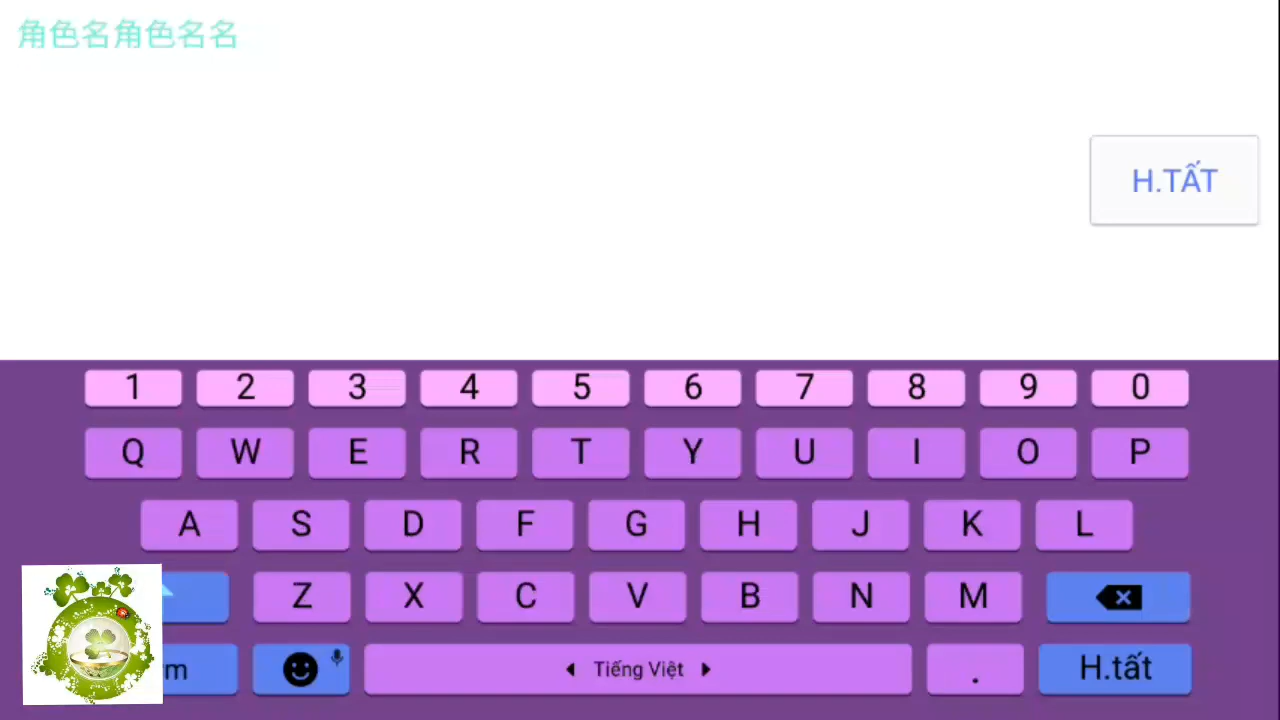 角色名角色名名
H.TẤT
1 2 3 4 5 6 7 8 9 0
Q W E R T Y U I O P
A S D F G H J K L
Z X C V B N M
Tiếng Việt . H.tất